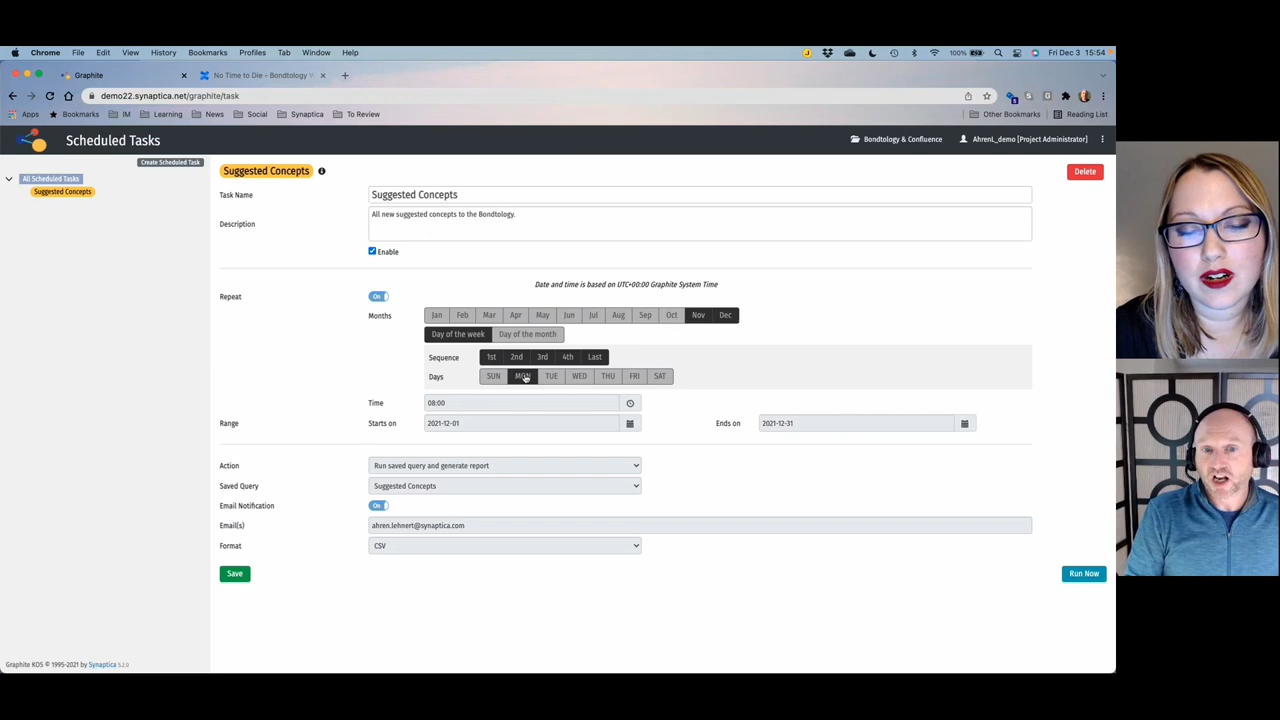 Chrome File Edit View History Bookmarks Profiles Tab Window Help 100% Fri Dec 3 15:54
Graphite × No Time to Die - Bondtology × +
demo22.synaptica.net/graphite/task
Apps Bookmarks IM Learning News Social Synaptica To Review Other Bookmarks Reading List
Scheduled Tasks Bondtology & Confluence AhrenL_demo [Project Administrator]
Create Scheduled Task
All Scheduled Tasks
Suggested Concepts
Suggested Concepts Delete
Task Name Suggested Concepts
Description All new suggested concepts to the Bondtology.
Enable
Date and time is based on UTC+00:00 Graphite System Time
Repeat On
Months Jan Feb Mar Apr May Jun Jul Aug Sep Oct Nov Dec
Day of the week Day of the month
Sequence 1st 2nd 3rd 4th Last
Days SUN MON TUE WED THU FRI SAT
Time 08:00
Range Starts on 2021-12-01 Ends on 2021-12-31
Action Run saved query and generate report
Saved Query Suggested Concepts
Email Notification On
Email(s) ahren.lehnert@synaptica.com
Format CSV
Save Run Now
Graphite KOS © 1995-2021 by Synaptica 5.2.0